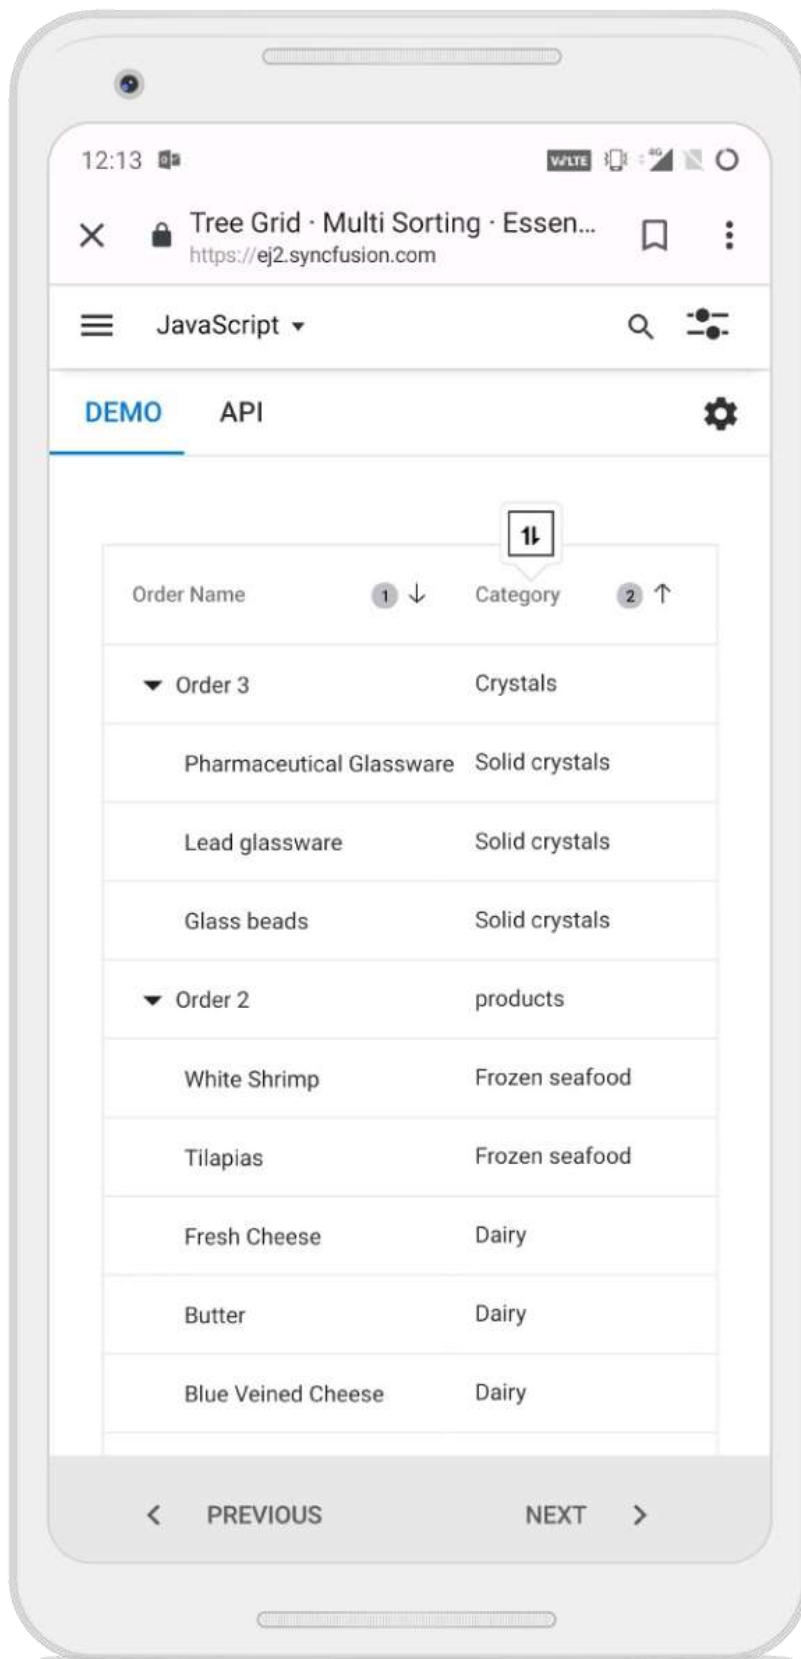 12:13 VoLTE 4G
Tree Grid · Multi Sorting · Essen...
https://ej2.syncfusion.com
JavaScript
DEMO API
Order Name 1 ↓ Category 2 ↑
Order 3 Crystals
Pharmaceutical Glassware Solid crystals
Lead glassware Solid crystals
Glass beads Solid crystals
Order 2 products
White Shrimp Frozen seafood
Tilapias Frozen seafood
Fresh Cheese Dairy
Butter Dairy
Blue Veined Cheese Dairy
PREVIOUS NEXT